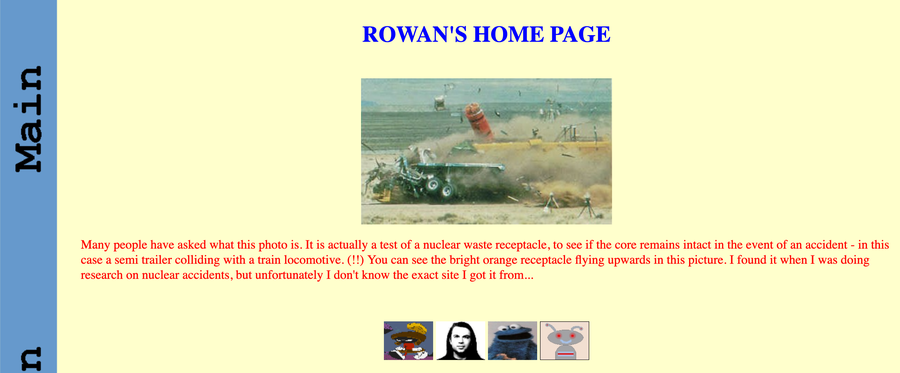 ROWAN'S HOME PAGE
Main
Many people have asked what this photo is. It is actually a test of a nuclear waste receptacle, to see if the core remains intact in the event of an accident - in this
case a semi trailer colliding with a train locomotive. (!!) You can see the bright orange receptacle flying upwards in this picture. I found it when I was doing
research on nuclear accidents, but unfortunately I don't know the exact site I got it from...
n